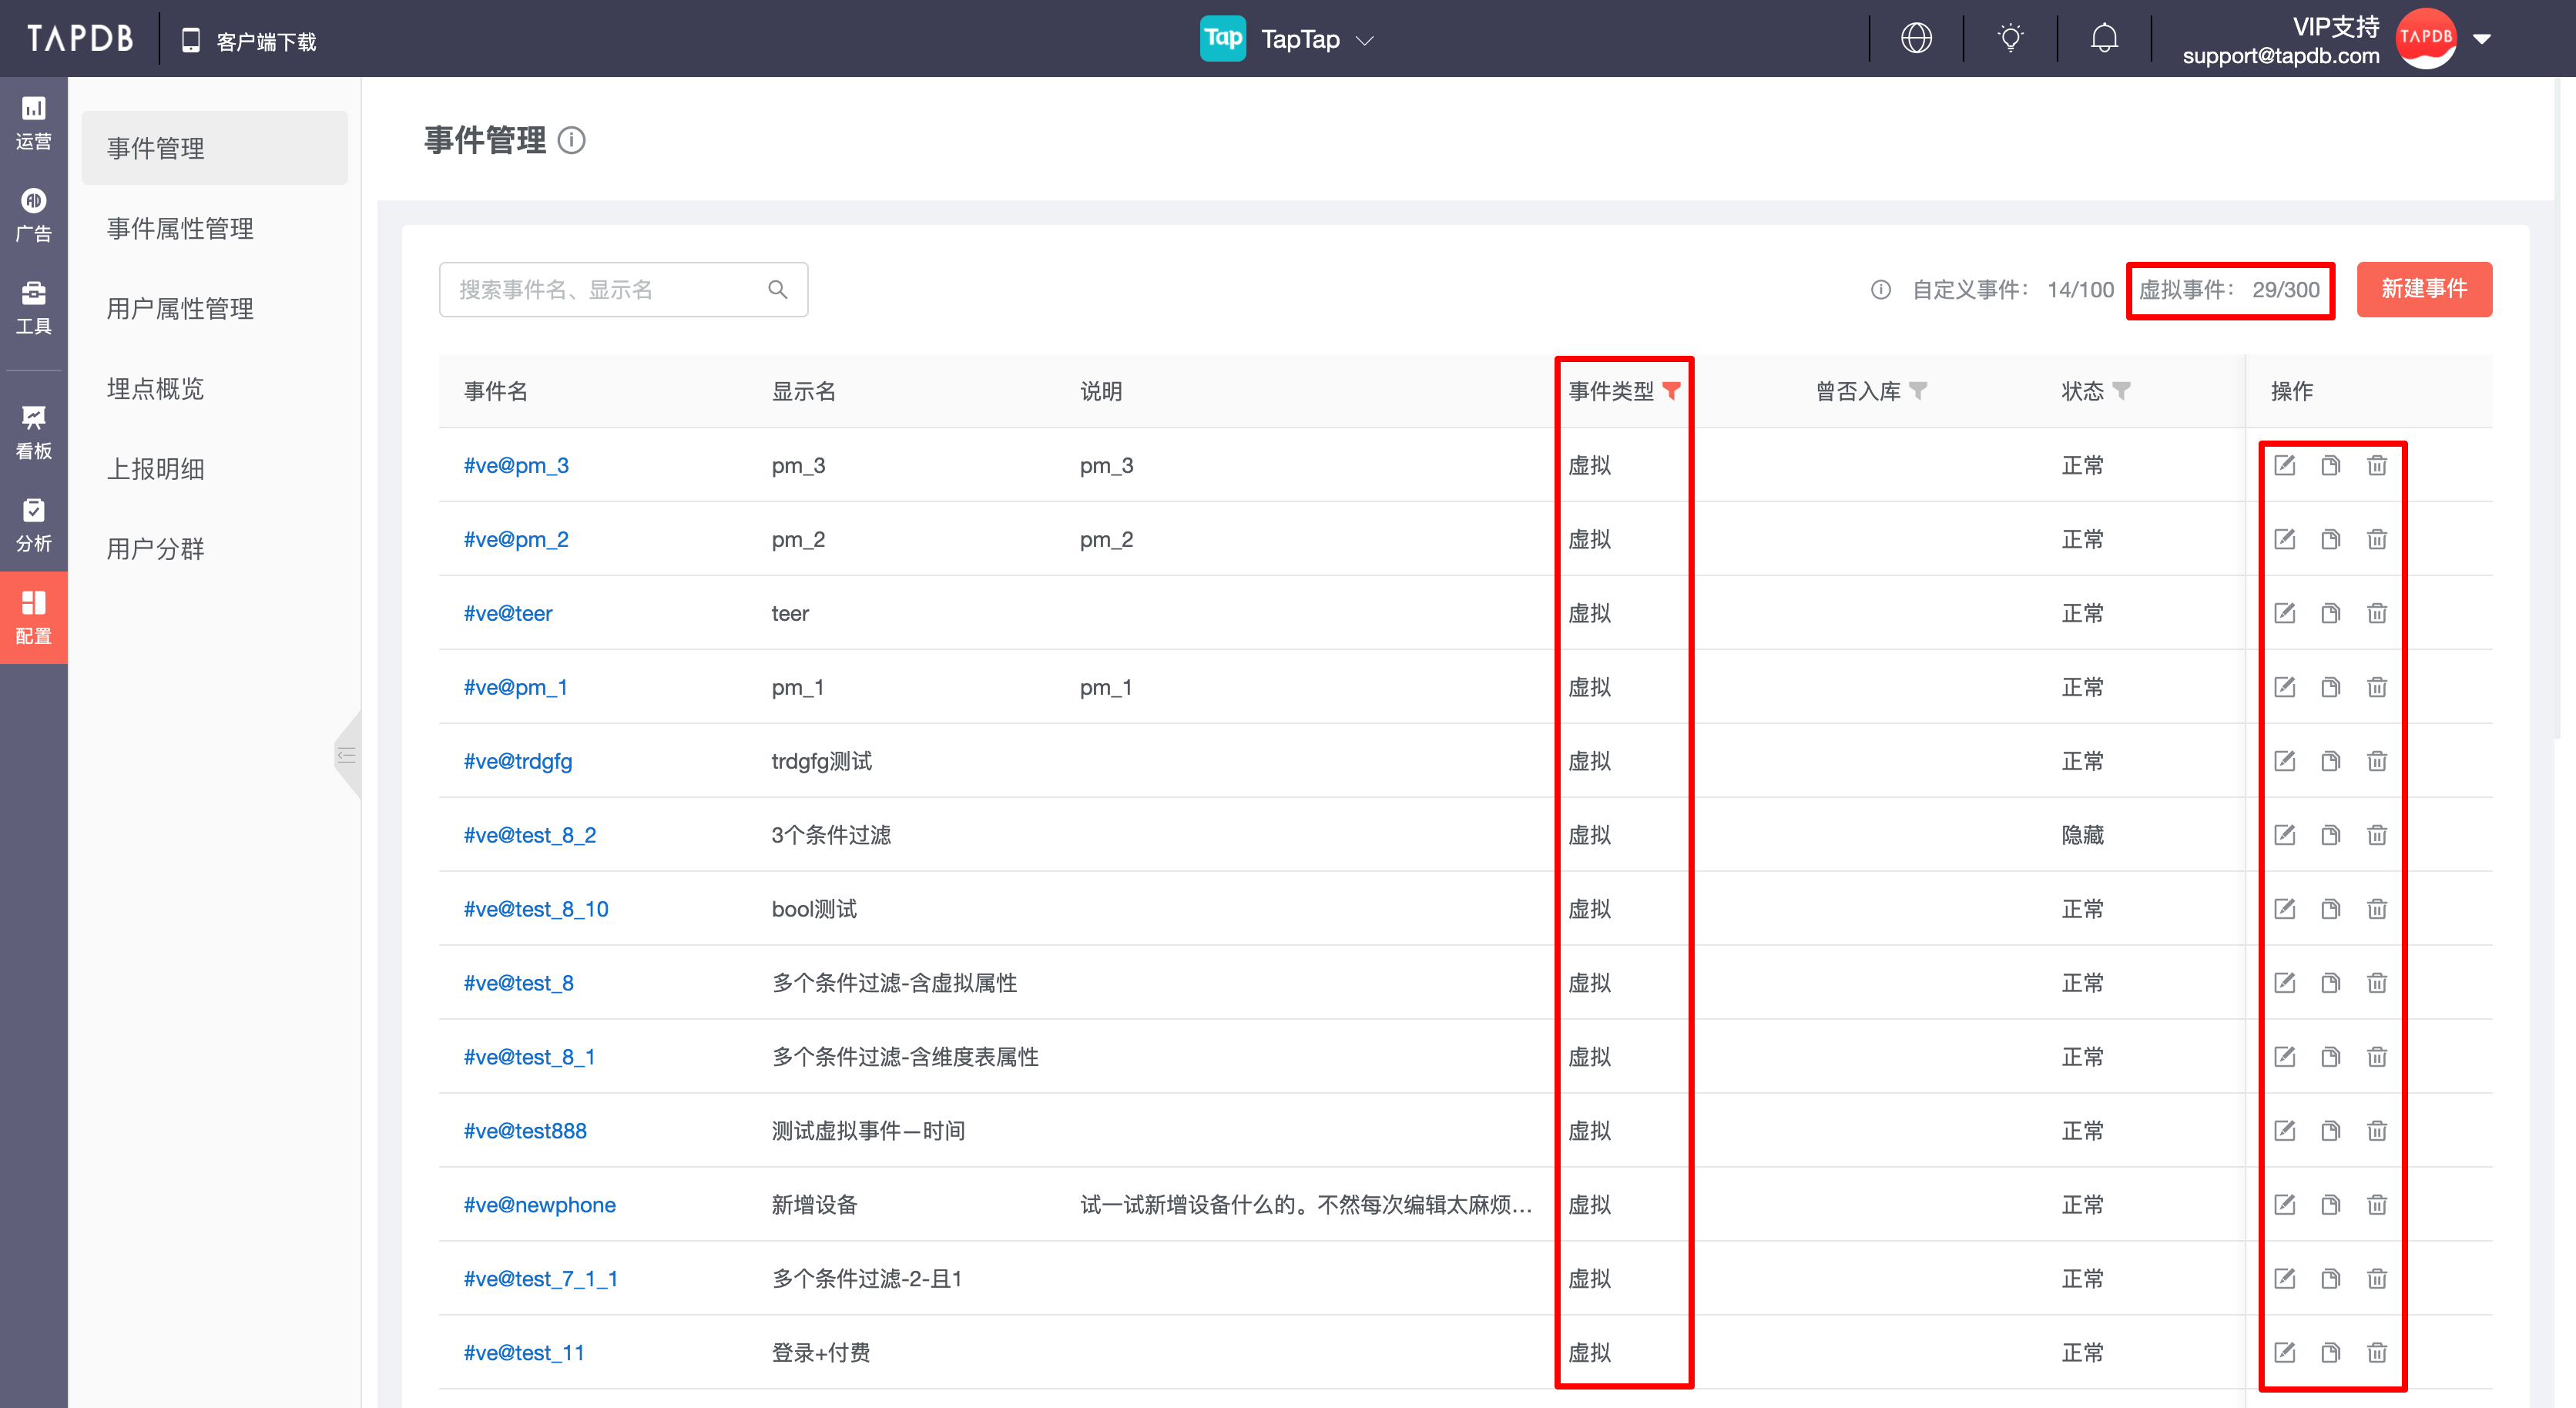 TAPDB
客户端下载
Tap TapTap
VIP支持
support@tapdb.com
TAPDB
运营
广告
工具
看板
分析
配置
事件管理
事件属性管理
用户属性管理
埋点概览
上报明细
用户分群
事件管理
搜索事件名、显示名
自定义事件： 14/100 虚拟事件： 29/300
新建事件
事件名 显示名 说明 事件类型 曾否入库 状态 操作
#ve@pm_3 pm_3 pm_3 虚拟 正常
#ve@pm_2 pm_2 pm_2 虚拟 正常
#ve@teer teer 虚拟 正常
#ve@pm_1 pm_1 pm_1 虚拟 正常
#ve@trdgfg trdgfg测试 虚拟 正常
#ve@test_8_2 3个条件过滤 虚拟 隐藏
#ve@test_8_10 bool测试 虚拟 正常
#ve@test_8 多个条件过滤-含虚拟属性 虚拟 正常
#ve@test_8_1 多个条件过滤-含维度表属性 虚拟 正常
#ve@test888 测试虚拟事件—时间 虚拟 正常
#ve@newphone 新增设备 试一试新增设备什么的。不然每次编辑太麻烦... 虚拟 正常
#ve@test_7_1_1 多个条件过滤-2-且1 虚拟 正常
#ve@test_11 登录+付费 虚拟 正常